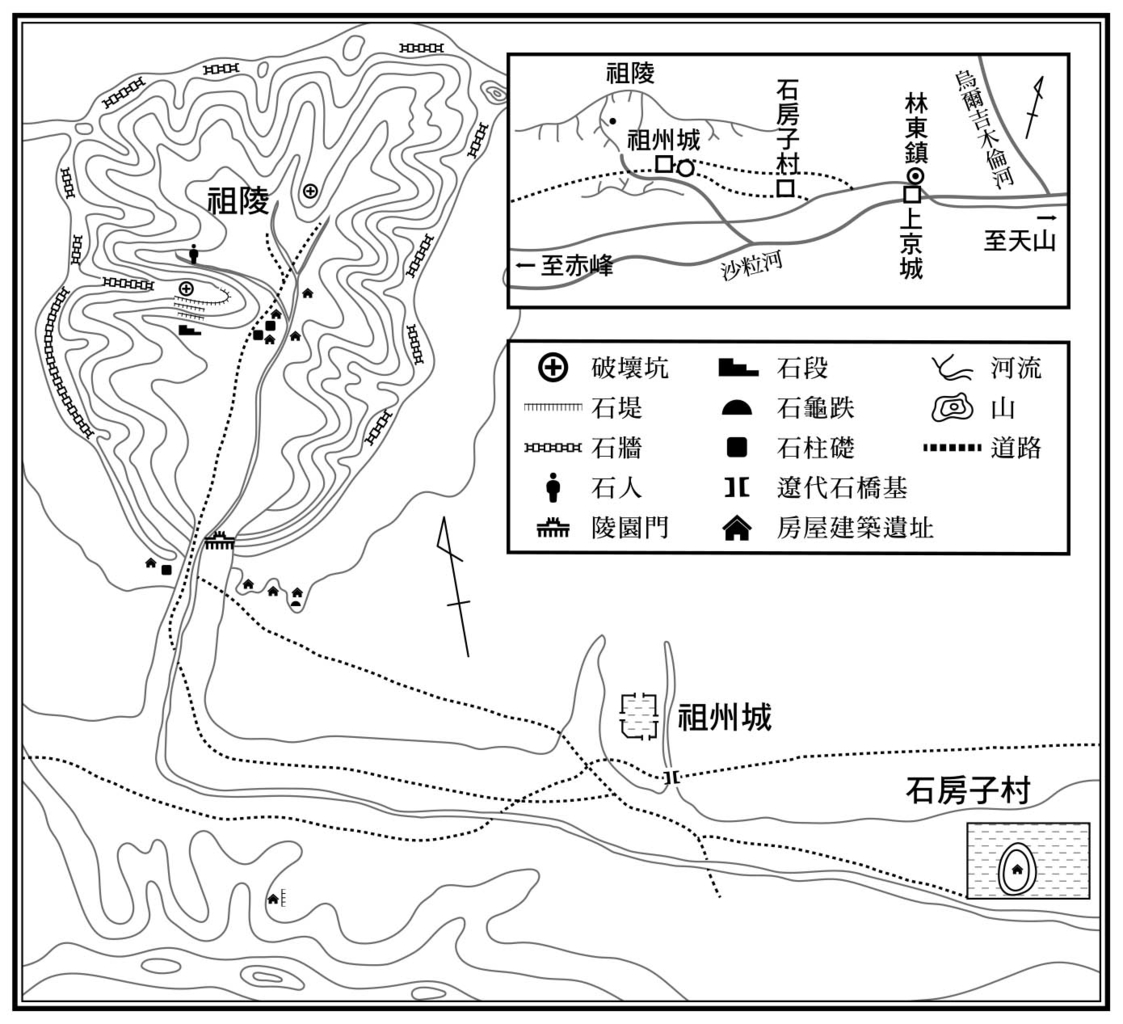 祖陵
祖州城
石房子村
林東鎮
上京城
烏爾吉木倫河
至天山
至赤峰
沙粒河
祖陵
破壞坑
石段
河流
石堤
石龜趺
山
石牆
石柱礎
道路
石人
遼代石橋基
陵園門
房屋建築遺址
祖州城
石房子村